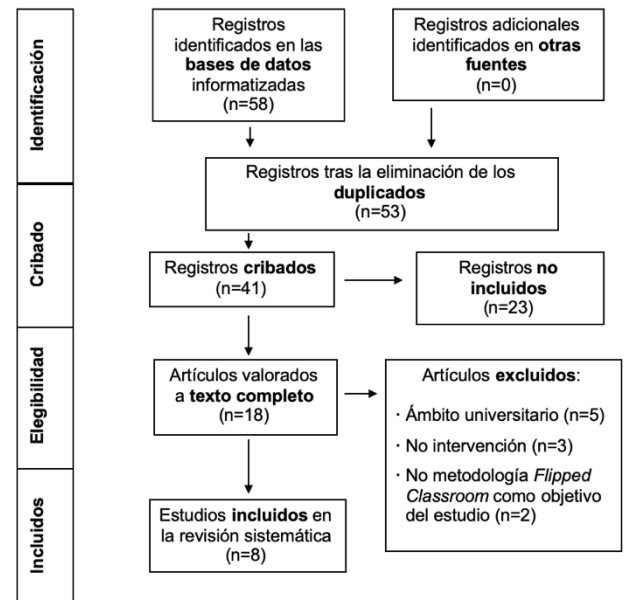 Identificación
Registros
identificados en las
bases de datos
informatizadas
(n=58)
Registros adicionales
identificados en otras
fuentes
(n=0)
Registros tras la eliminación de los
duplicados
(n=53)
Cribado
Registros cribados
(n=41)
Registros no
incluidos
(n=23)
Elegibilidad
Artículos valorados
a texto completo
(n=18)
Artículos excluidos:
· Ámbito universitario (n=5)
· No intervención (n=3)
· No metodología Flipped
Classroom como objetivo
del estudio (n=2)
Incluidos
Estudios incluidos en
la revisión sistemática
(n=8)